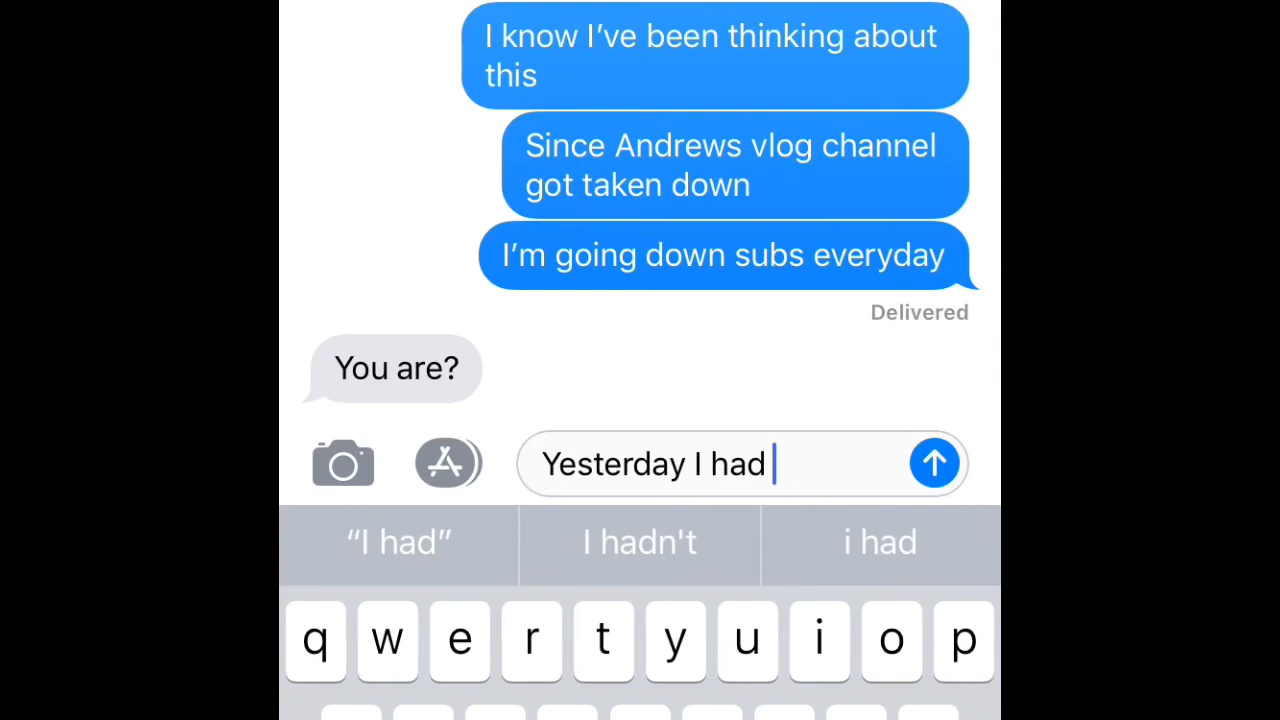 I know I've been thinking about
this
Since Andrews vlog channel
got taken down
I'm going down subs everyday
Delivered
You are?
Yesterday I had
“I had” I hadn't i had
q w e r t y u i o p